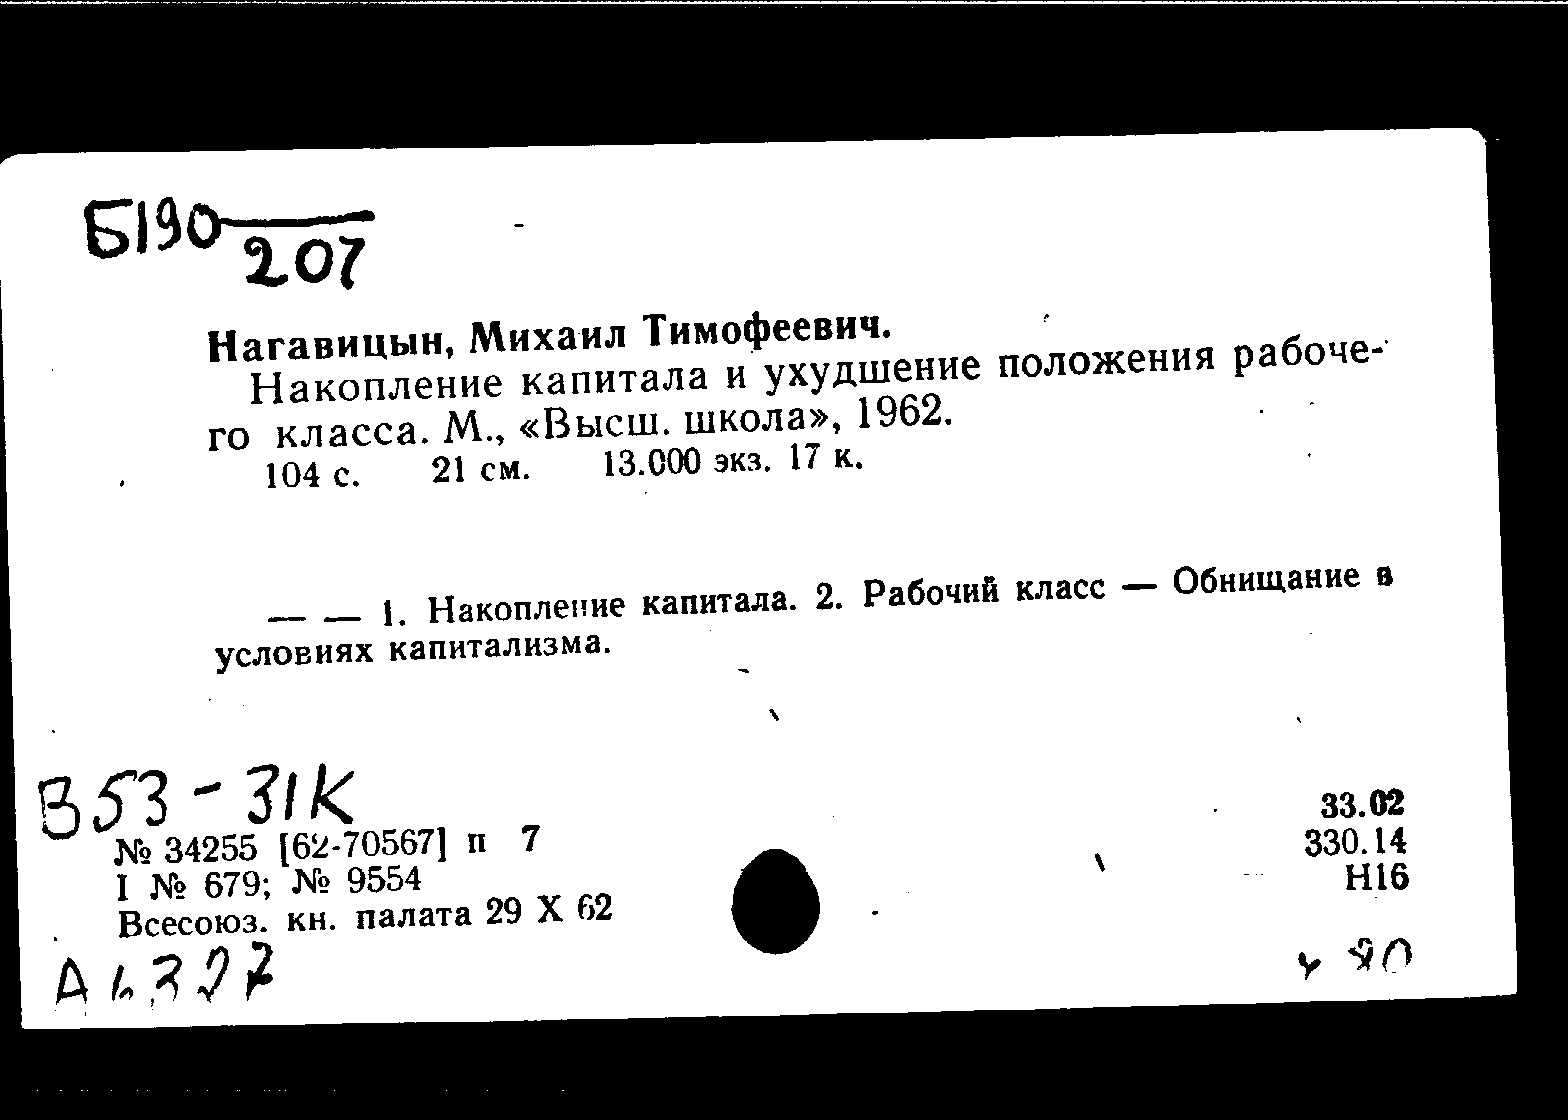 Б190
207
Нагавицын, Михаил Тимофеевич.
Накопление капитала и ухудшение положения рабоче-
го класса. М., «Высш. школа», 1962.
104 с. 21 см. 13.000 экз. 17 к.
— — 1. Накопление капитала. 2. Рабочий класс — Обнищание в
условиях капитализма.
В53-31К
33.02
№ 34255 [62-70567] п 7
330.14
I № 679; № 9554
Н16
Всесоюз. кн. палата 29 X 62